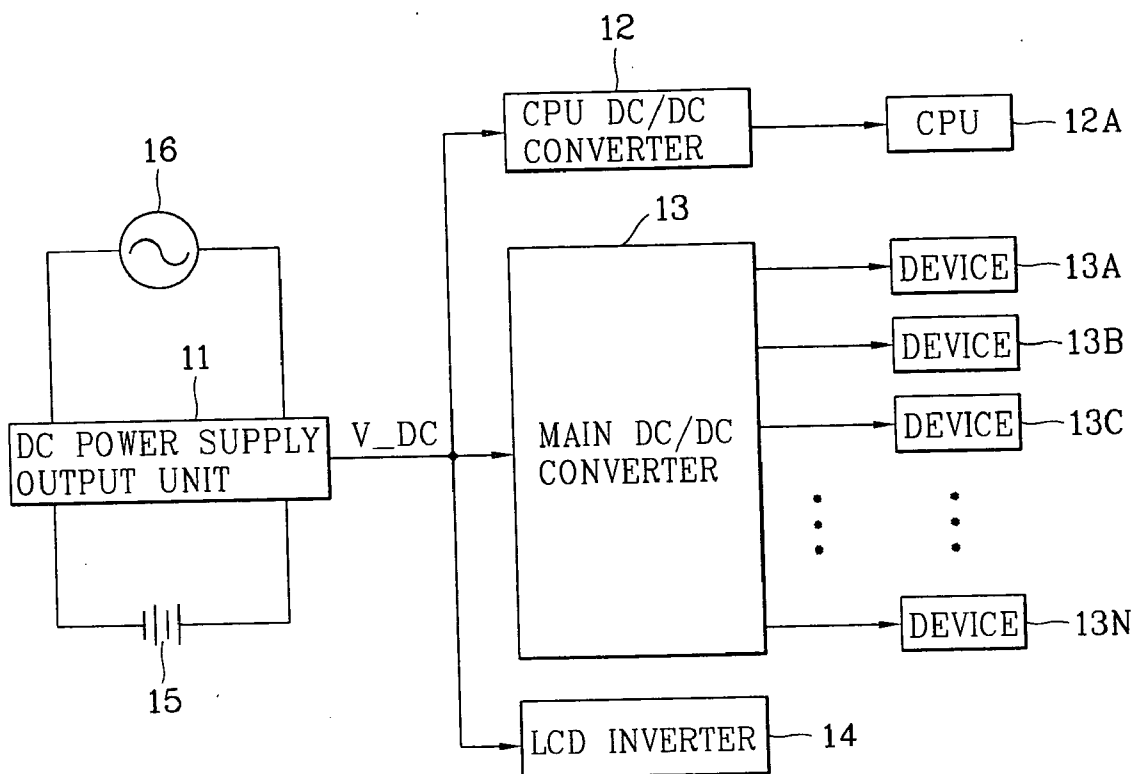 12
CPU DC/DC
CONVERTER
CPU
12A
16
13
DEVICE
13A
DEVICE
13B
11
DC POWER SUPPLY
OUTPUT UNIT
V_DC
MAIN DC/DC
CONVERTER
DEVICE
13C
DEVICE
13N
15
LCD INVERTER
14